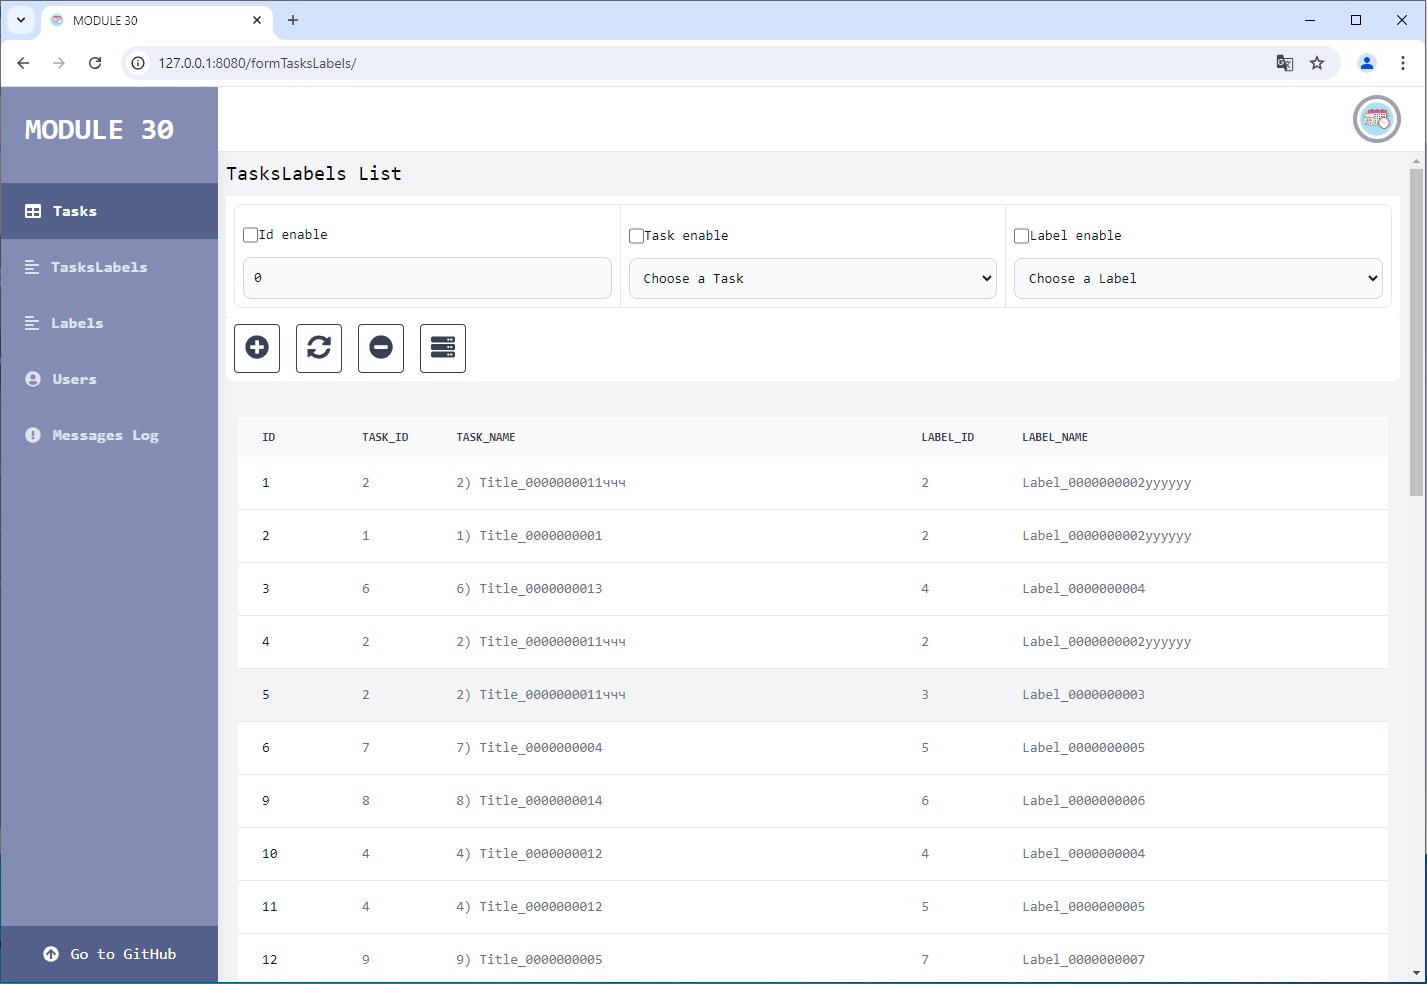 MODULE 30
127.0.0.1:8080/formTasksLabels/
MODULE 30
Tasks
TasksLabels
Labels
Users
Messages Log
Go to GitHub
TasksLabels List
Id enable
0
Task enable
Choose a Task
Label enable
Choose a Label
ID TASK_ID TASK_NAME LABEL_ID LABEL_NAME
1 2 2) Title_0000000011ччч 2 Label_0000000002yyyyyy
2 1 1) Title_0000000001 2 Label_0000000002yyyyyy
3 6 6) Title_0000000013 4 Label_0000000004
4 2 2) Title_0000000011ччч 2 Label_0000000002yyyyyy
5 2 2) Title_0000000011ччч 3 Label_0000000003
6 7 7) Title_0000000004 5 Label_0000000005
9 8 8) Title_0000000014 6 Label_0000000006
10 4 4) Title_0000000012 4 Label_0000000004
11 4 4) Title_0000000012 5 Label_0000000005
12 9 9) Title_0000000005 7 Label_0000000007